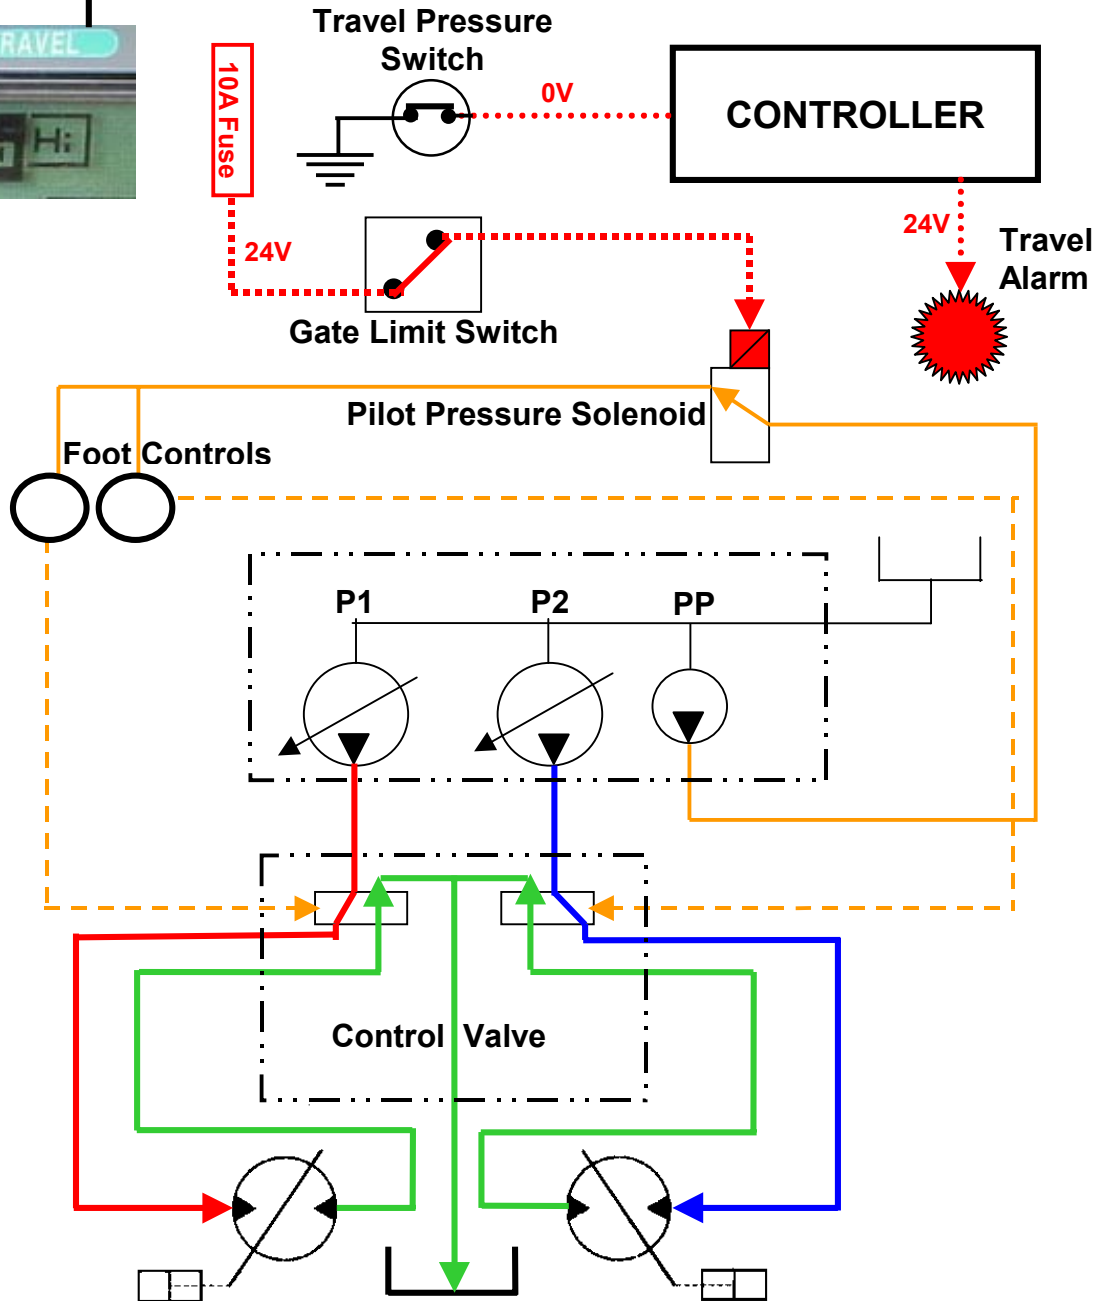 RAVEL
Hi
Travel Pressure
Switch
10A Fuse
0V
CONTROLLER
24V
24V
Travel
Alarm
Gate Limit Switch
Pilot Pressure Solenoid
Foot Controls
P1 P2 PP
Control Valve